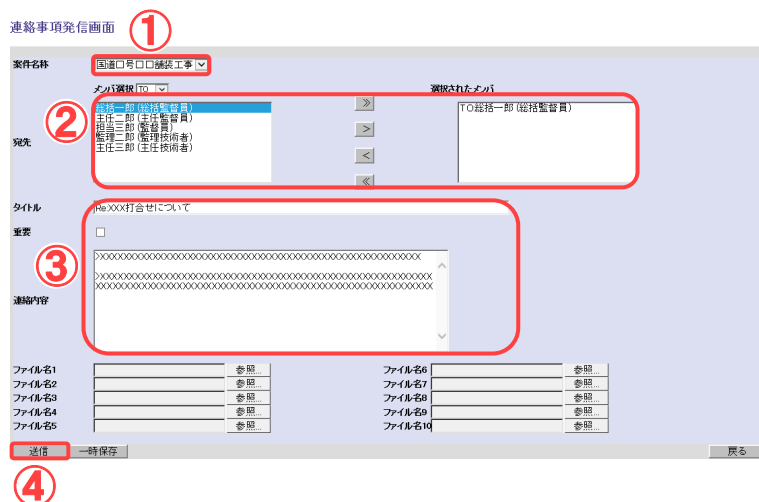 連絡事項発信画面
①
案件名称 国道口号口口舗装工事
メンバ選択 TO 選択されたメンバ
②
宛先
総括一郎(総括監督員)
主任二郎(主任監督員)
担当三郎(監督員)
監理二郎(監理技術者)
主任三郎(主任技術者)
≫
>
<
≪
TO総括一郎(総括監督員)
タイトル Re:XXX打合せについて
重要
③
連絡内容
ファイル名1 参照... ファイル名6 参照...
ファイル名2 参照... ファイル名7 参照...
ファイル名3 参照... ファイル名8 参照...
ファイル名4 参照... ファイル名9 参照...
ファイル名5 参照... ファイル名10 参照...
送信 一時保存 戻る
④